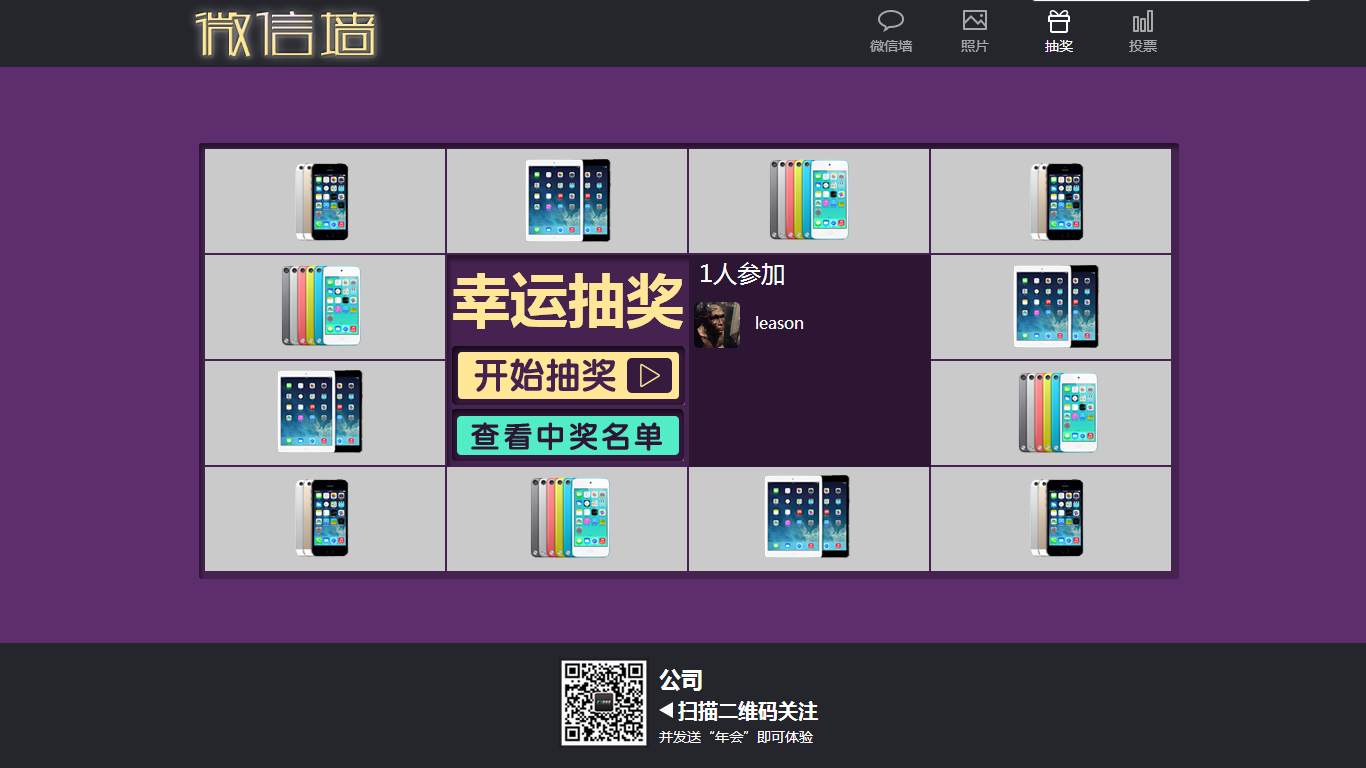 微信墙
微信墙
照片
抽奖
投票
幸运抽奖
1人参加
leason
开始抽奖
查看中奖名单
公司
扫描二维码关注
并发送“年会”即可体验